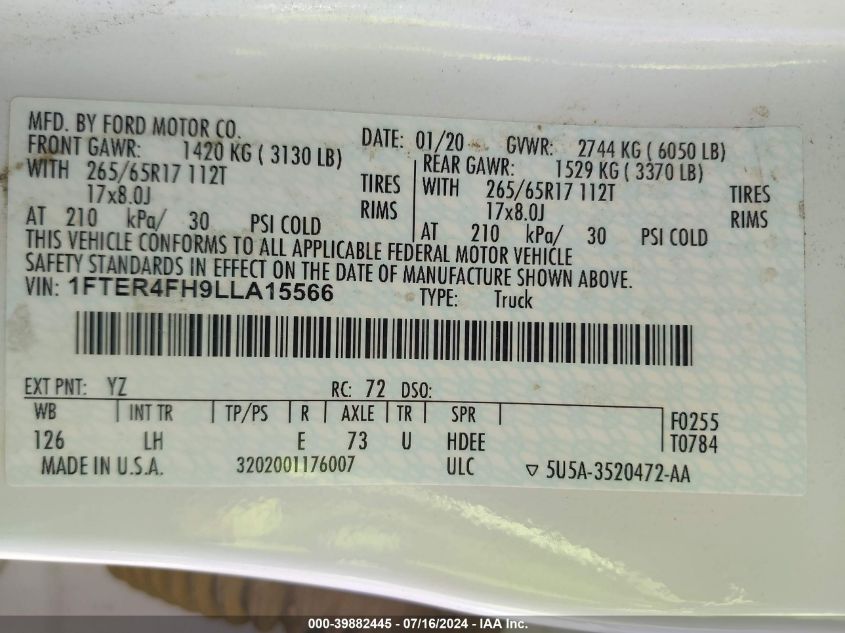 MFD. BY FORD MOTOR CO.
DATE: 01/20 GVWR: 2744 KG ( 6050 LB)
FRONT GAWR: 1420 KG ( 3130 LB)
REAR GAWR: 1529 KG ( 3370 LB)
WITH 265/65R17 112T TIRES
WITH 265/65R17 112T TIRES
17x8.0J RIMS
17x8.0J RIMS
AT 210 kPa/ 30 PSI COLD
AT 210 kPa/ 30 PSI COLD
THIS VEHICLE CONFORMS TO ALL APPLICABLE FEDERAL MOTOR VEHICLE
SAFETY STANDARDS IN EFFECT ON THE DATE OF MANUFACTURE SHOWN ABOVE.
VIN: 1FTER4FH9LLA15566 TYPE: Truck
EXT PNT: YZ RC: 72 DSO:
WB INT TR TP/PS R AXLE TR SPR F0255
126 LH E 73 U HDEE T0784
MADE IN U.S.A. 3202001176007 ULC ▽ 5U5A-3520472-AA
000-39882445 - 07/16/2024 - IAA Inc.